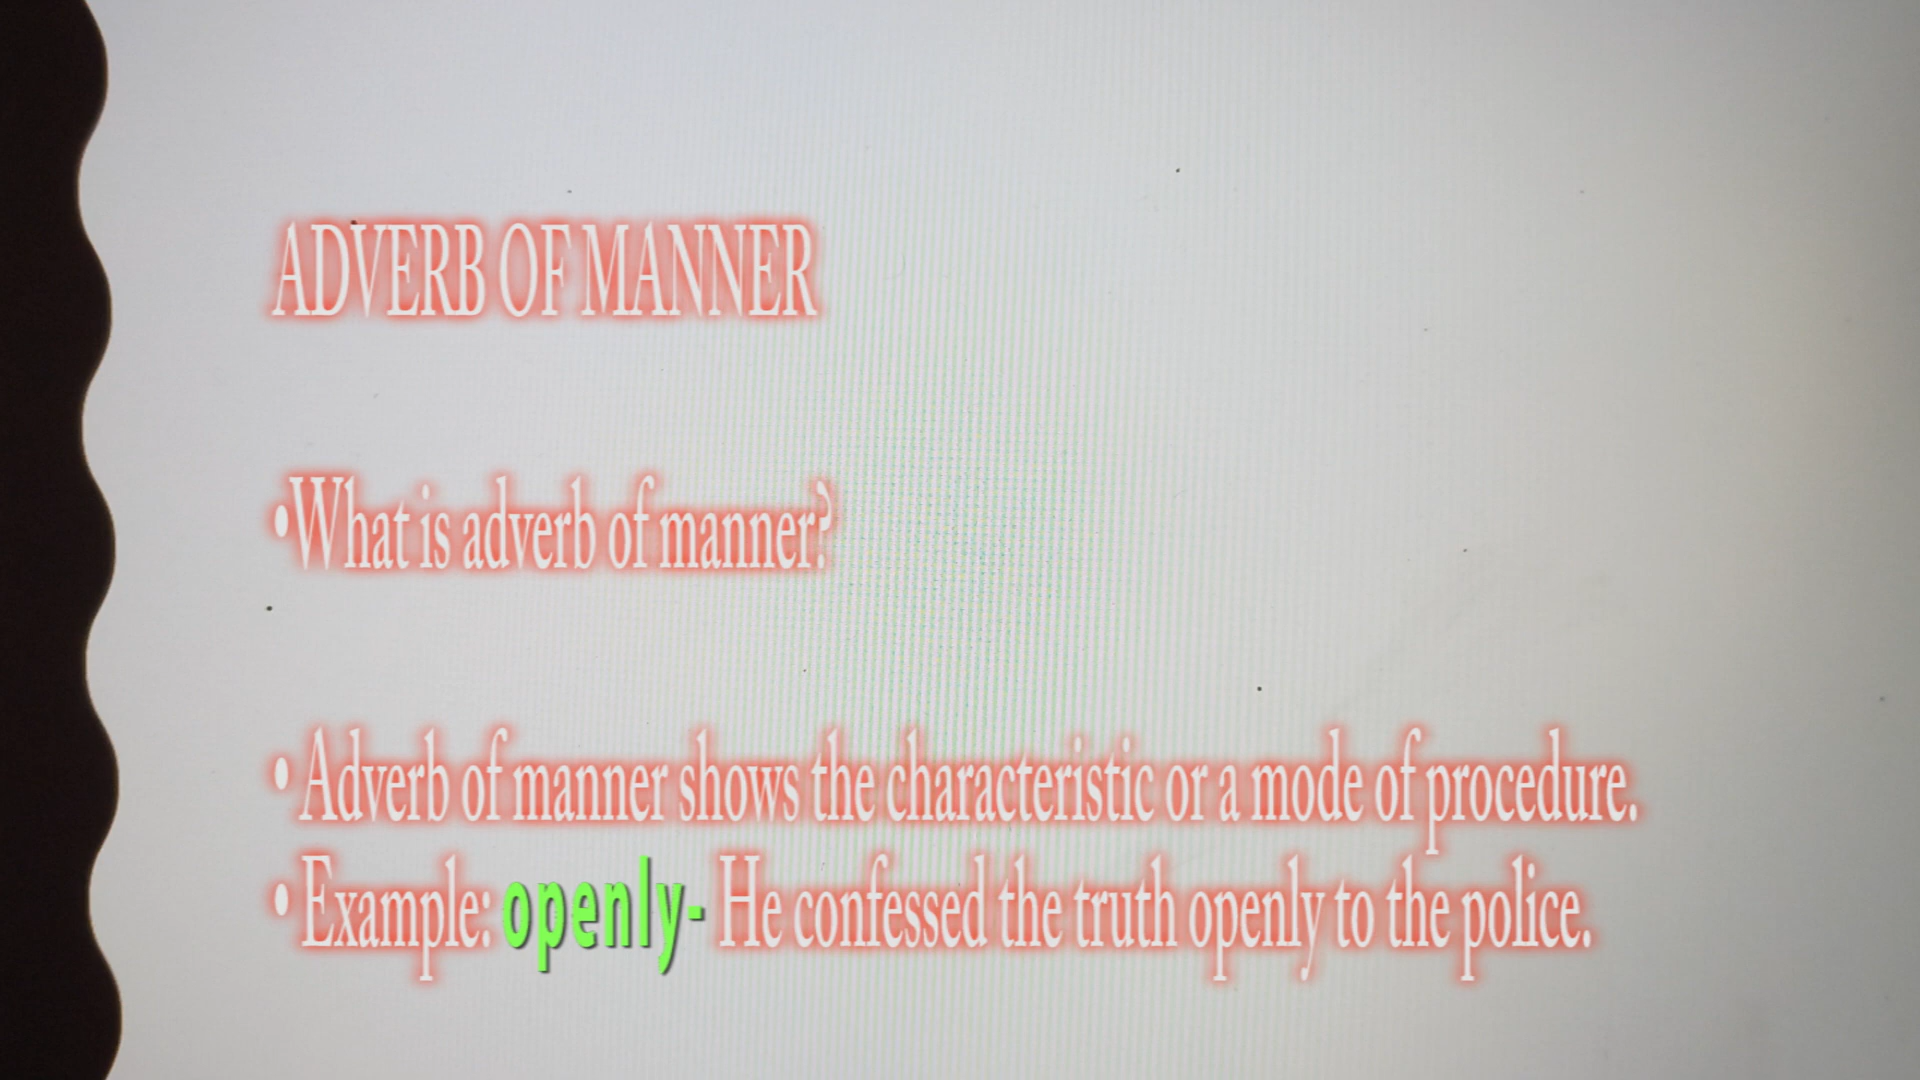 ADVERB OF MANNER
•What is adverb of manner?
• Adverb of manner shows the characteristic or a mode of procedure.
• Example: openly- He confessed the truth openly to the police.